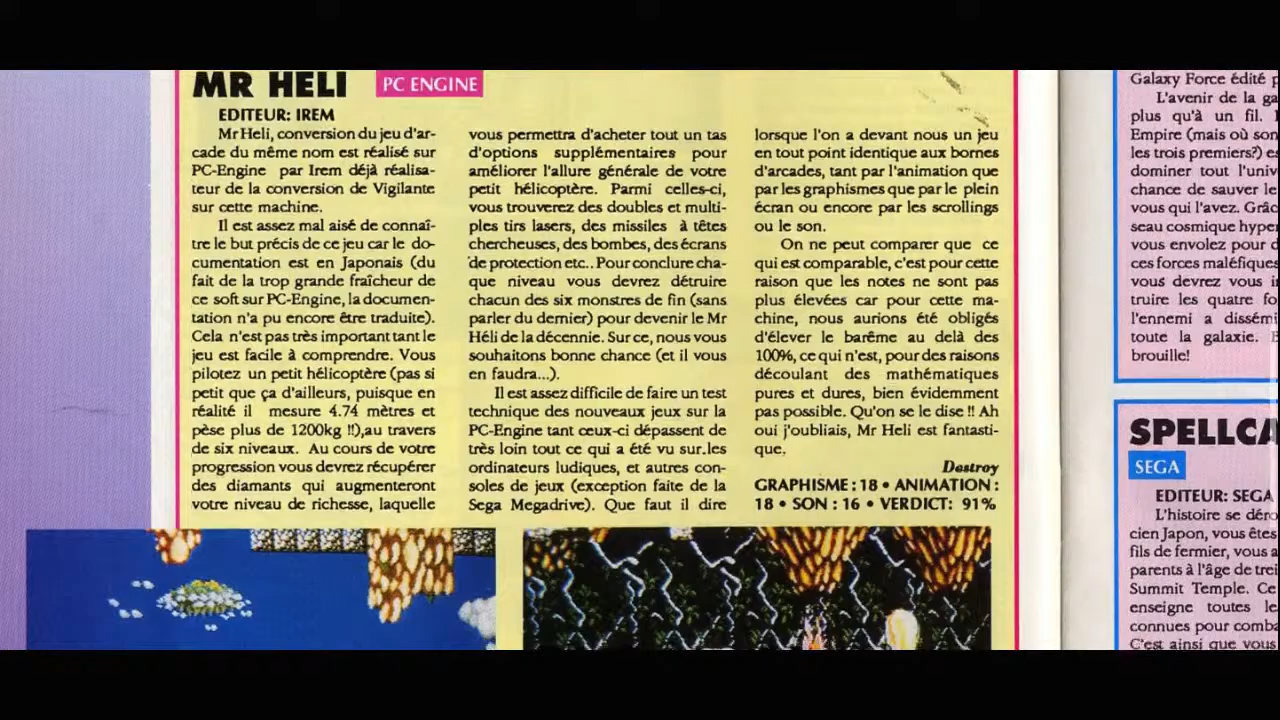 MR HELI
PC ENGINE
EDITEUR: IREM
Mr Heli, conversion du jeu d'ar-
cade du même nom est réalisé sur
PC-Engine par Irem déjà réalisa-
teur de la conversion de Vigilante
sur cette machine.
Il est assez mal aisé de connaî-
tre le but précis de ce jeu car le do-
cumentation est en Japonais (du
fait de la trop grande fraîcheur de
ce soft sur PC-Engine, la documen-
tation n'a pu encore être traduite).
Cela n'est pas très important tant le
jeu est facile à comprendre. Vous
pilotez un petit hélicoptère (pas si
petit que ça d'ailleurs, puisque en
réalité il mesure 4.74 mètres et
pèse plus de 1200kg !!),au travers
de six niveaux. Au cours de votre
progression vous devrez récupérer
des diamants qui augmenteront
votre niveau de richesse, laquelle
vous permettra d'acheter tout un tas
d'options supplémentaires pour
améliorer l'allure générale de votre
petit hélicoptère. Parmi celles-ci,
vous trouverez des doubles et multi-
ples tirs lasers, des missiles à têtes
chercheuses, des bombes, des écrans
de protection etc.. Pour conclure cha-
que niveau vous devrez détruire
chacun des six monstres de fin (sans
parler du dernier) pour devenir le Mr
Héli de la décennie. Sur ce, nous vous
souhaitons bonne chance (et il vous
en faudra...).
Il est assez difficile de faire un test
technique des nouveaux jeux sur la
PC-Engine tant ceux-ci dépassent de
très loin tout ce qui a été vu sur.les
ordinateurs ludiques, et autres con-
soles de jeux (exception faite de la
Sega Megadrive). Que faut il dire
lorsque l'on a devant nous un jeu
en tout point identique aux bornes
d'arcades, tant par l'animation que
par les graphismes que par le plein
écran ou encore par les scrollings
ou le son.
On ne peut comparer que ce
qui est comparable, c'est pour cette
raison que les notes ne sont pas
plus élevées car pour cette ma-
chine, nous aurions été obligés
d'élever le barême au delà des
100%, ce qui n'est, pour des raisons
découlant des mathématiques
pures et dures, bien évidemment
pas possible. Qu'on se le dise !! Ah
oui j'oubliais, Mr Heli est fantasti-
que.
Destroy
GRAPHISME : 18 • ANIMATION :
18 • SON : 16 • VERDICT: 91%
Galaxy Force édité
L'avenir de la
plus qu'à un fil.
Empire (mais où
les trois premiers?)
dominer tout
chance de sauver
vous qui l'avez.
seau cosmique
vous envolez pour
ces forces maléfiques
vous devrez vous
truire les quatre
l'ennemi a
toute la galaxie.
brouille!
SEGA
EDITEUR: SEGA
L'histoire se
cien Japon, vous êtes
fils de fermier, vous
parents à l'âge de
Summit Temple. Ce
enseigne toutes
connues pour
C'est ainsi que vous